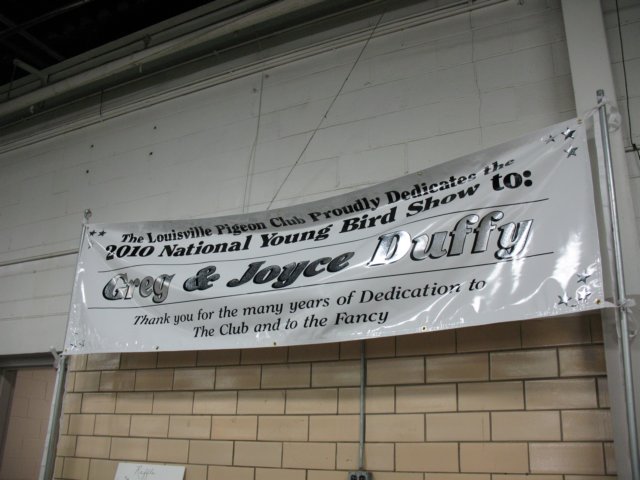 The Louisville Pigeon Club Proudly Dedicates the
2010 National Young Bird Show to:
Greg & Joyce Duffy
Thank you for the many years of Dedication to
The Club and to the Fancy
Raffle